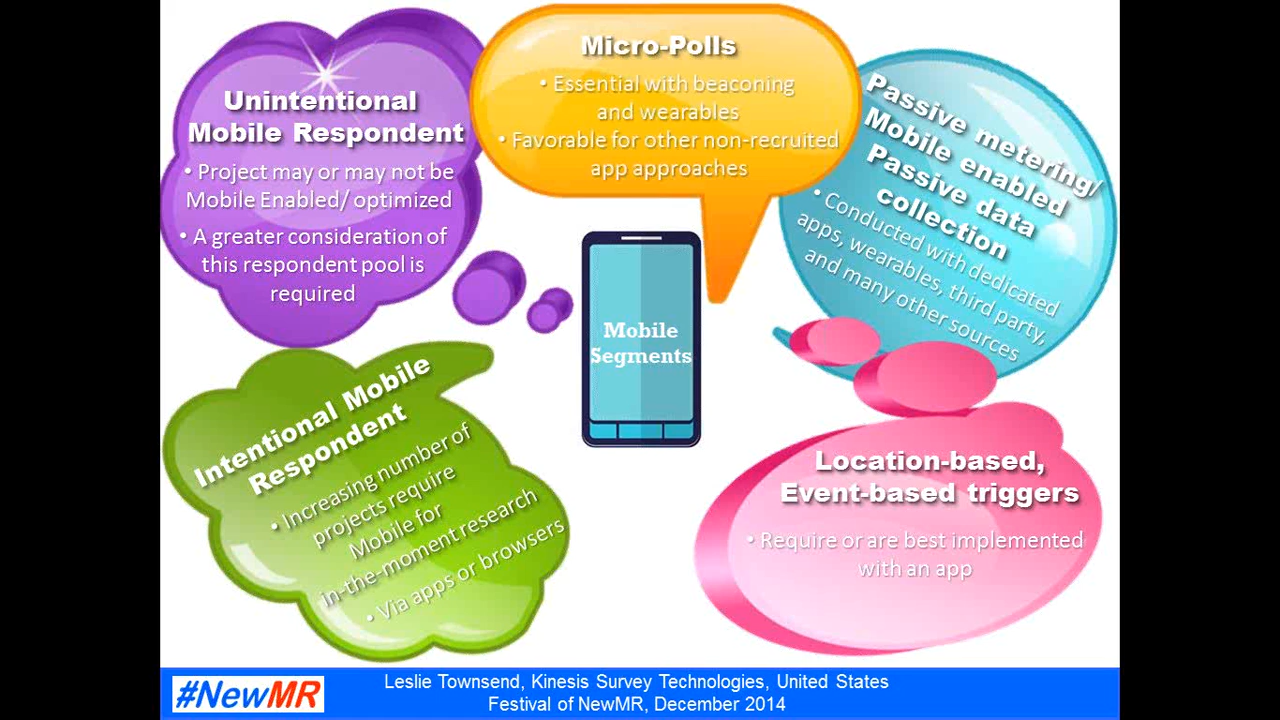 Unintentional
Mobile Respondent
• Project may or may not be
Mobile Enabled/ optimized
• A greater consideration of
this respondent pool is
required
Micro-Polls
• Essential with beaconing
and wearables
• Favorable for other non-recruited
app approaches
Passive metering/
Mobile enabled
Passive data
collection
• Conducted with dedicated
apps, wearables, third party,
and many other sources
Mobile
Segments
Intentional Mobile
Respondent
• Increasing number of
projects require
Mobile for
in-the-moment research
• Via apps or browsers
Location-based,
Event-based triggers
• Require or are best implemented
with an app
#NewMR
Leslie Townsend, Kinesis Survey Technologies, United States
Festival of NewMR, December 2014